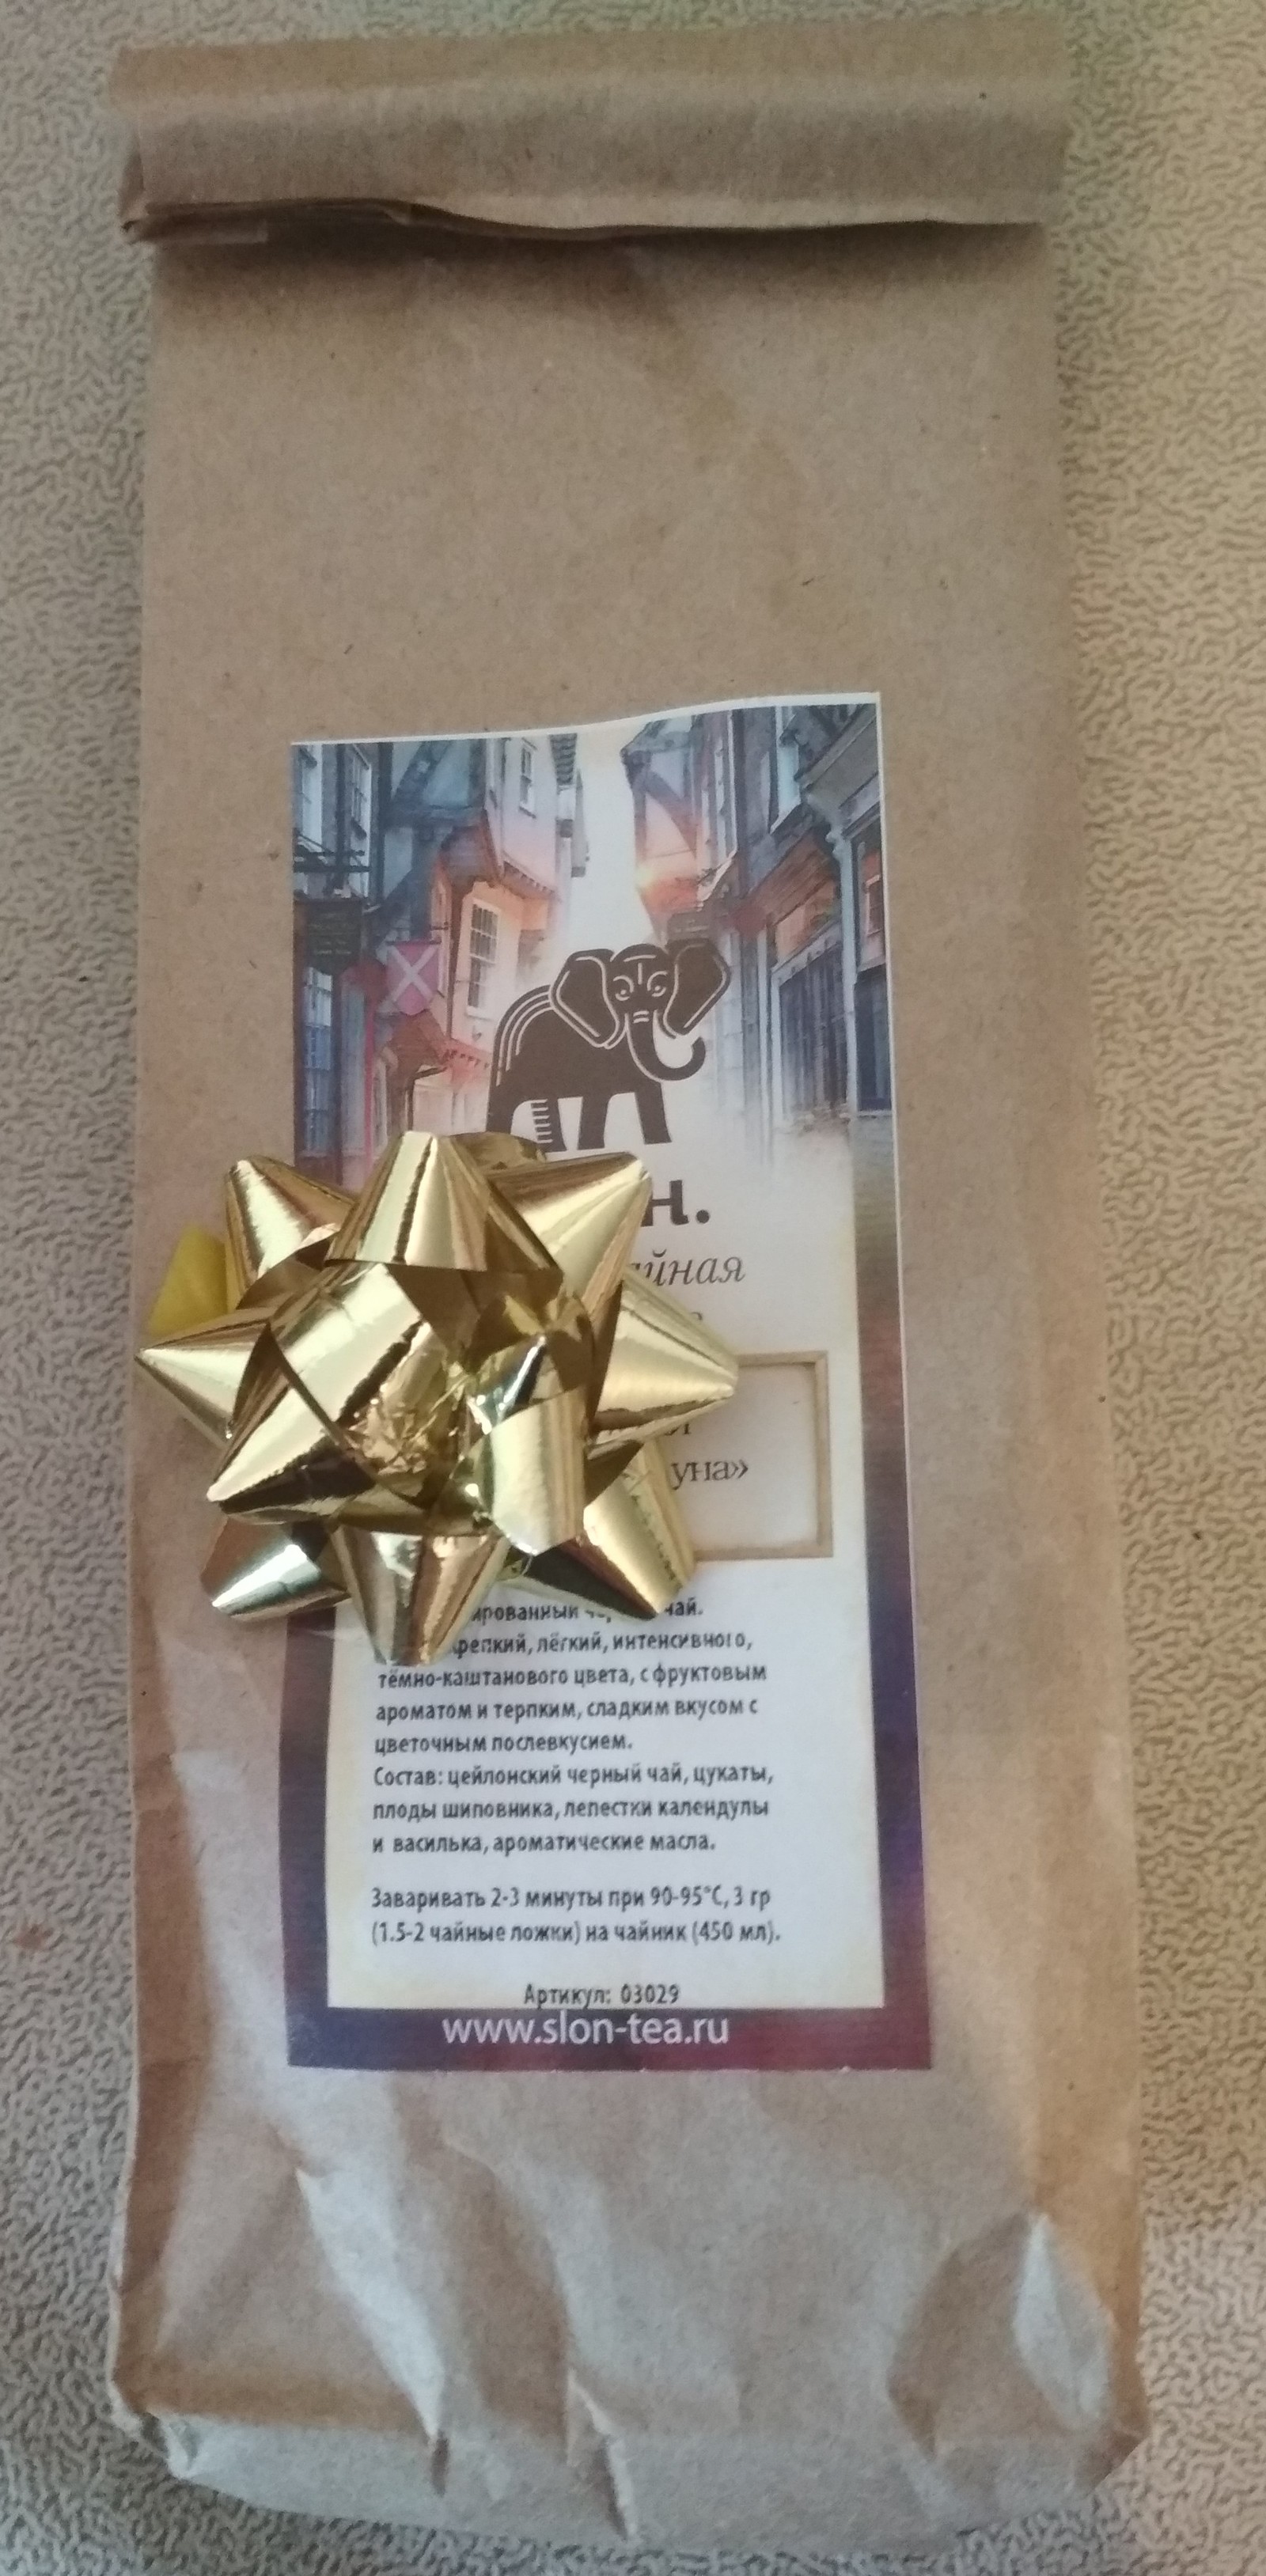 н.
йная
уна»
ированный чай.
репкий, лёгкий, интенсивного,
тёмно-каштанового цвета, с фруктовым
ароматом и терпким, сладким вкусом с
цветочным послевкусием.
Состав: цейлонский черный чай, цукаты,
плоды шиповника, лепестки календулы
и василька, ароматические масла.
Заваривать 2-3 минуты при 90-95°С, 3 гр
(1.5-2 чайные ложки) на чайник (450 мл).
Артикул: 03029
www.slon-tea.ru